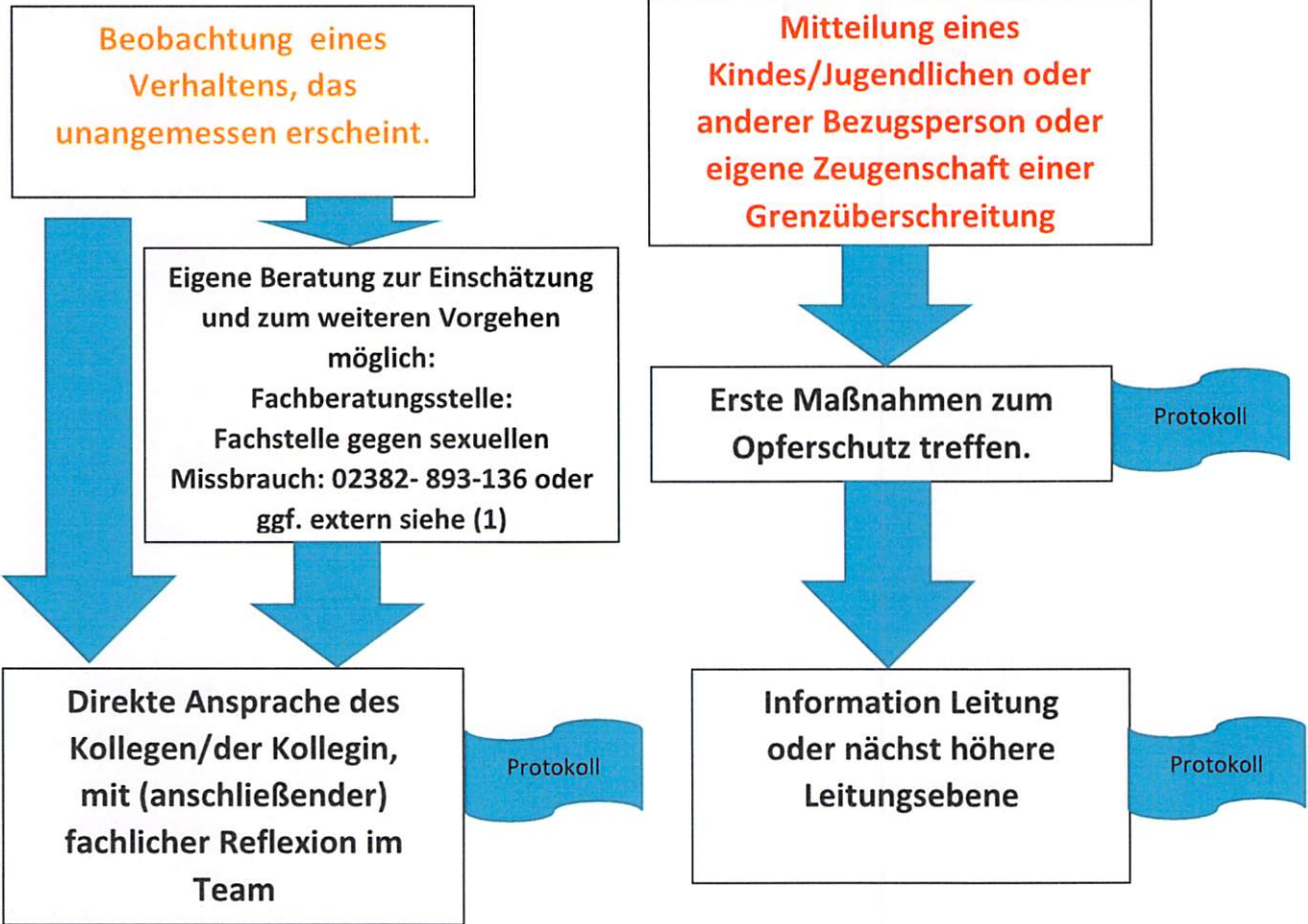 Beobachtung eines
Verhaltens, das
unangemessen erscheint.
Eigene Beratung zur Einschätzung
und zum weiteren Vorgehen
möglich:
Fachberatungsstelle:
Fachstelle gegen sexuellen
Missbrauch: 02382- 893-136 oder
ggf. extern siehe (1)
Direkte Ansprache des
Kollegen/der Kollegin,
mit (anschließender)
fachlicher Reflexion im
Team
Protokoll
Mitteilung eines
Kindes/Jugendlichen oder
anderer Bezugsperson oder
eigene Zeugenschaft einer
Grenzüberschreitung
Erste Maßnahmen zum
Opferschutz treffen.
Protokoll
Information Leitung
oder nächst höhere
Leitungsebene
Protokoll